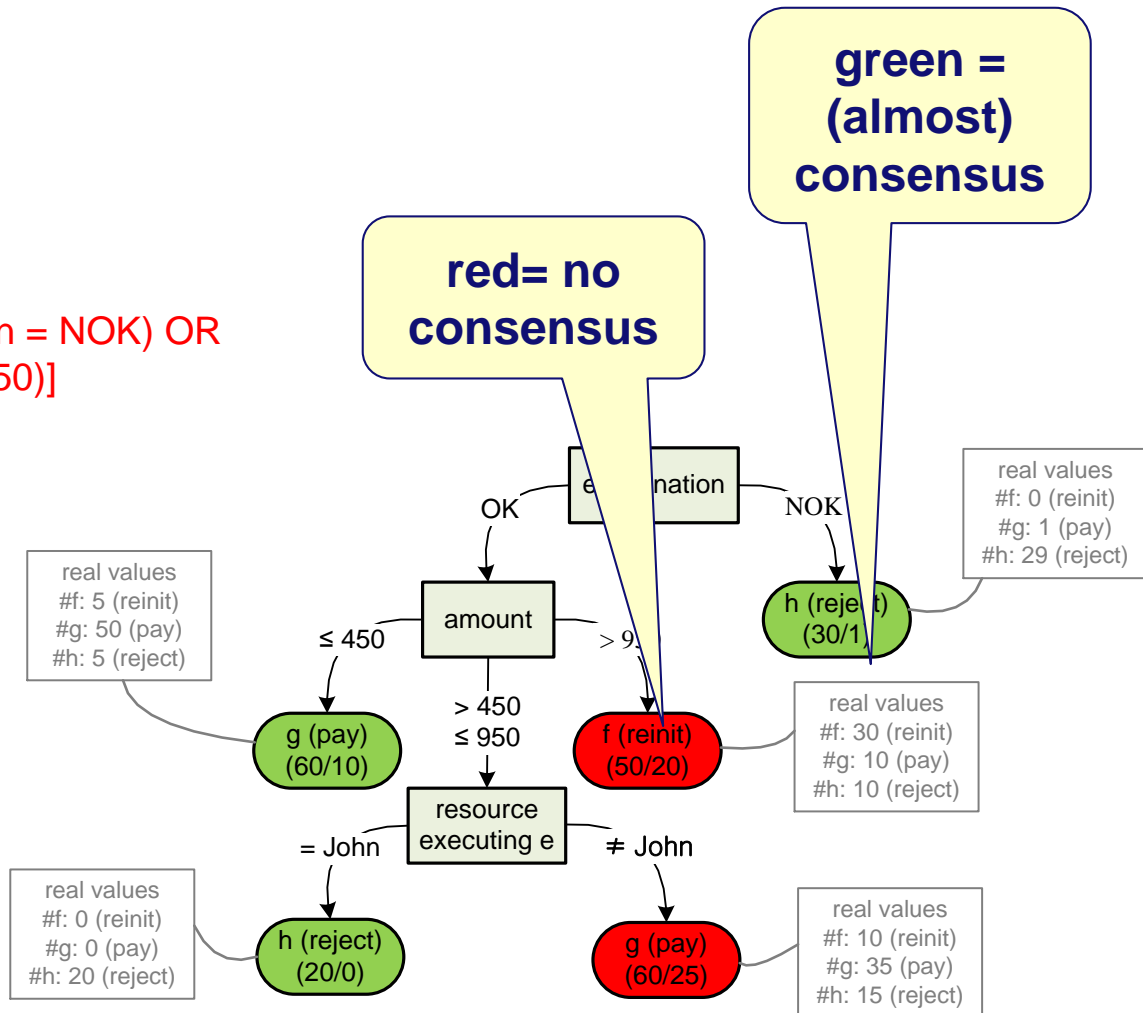 green =
(almost)
consensus
red= no
consensus
= NOK) OR
50)]
OK
NOK
real values
#f: 0 (reinit)
#g: 1 (pay)
#h: 29 (reject)
real values
#f: 5 (reinit)
#g: 50 (pay)
#h: 5 (reject)
amount
≤ 450
> 450
≤ 950
h (reject)
(30/1)
g (pay)
(60/10)
f (reinit)
(50/20)
real values
#f: 30 (reinit)
#g: 10 (pay)
#h: 10 (reject)
resource
executing e
= John
≠ John
real values
#f: 0 (reinit)
#g: 0 (pay)
#h: 20 (reject)
h (reject)
(20/0)
g (pay)
(60/25)
real values
#f: 10 (reinit)
#g: 35 (pay)
#h: 15 (reject)